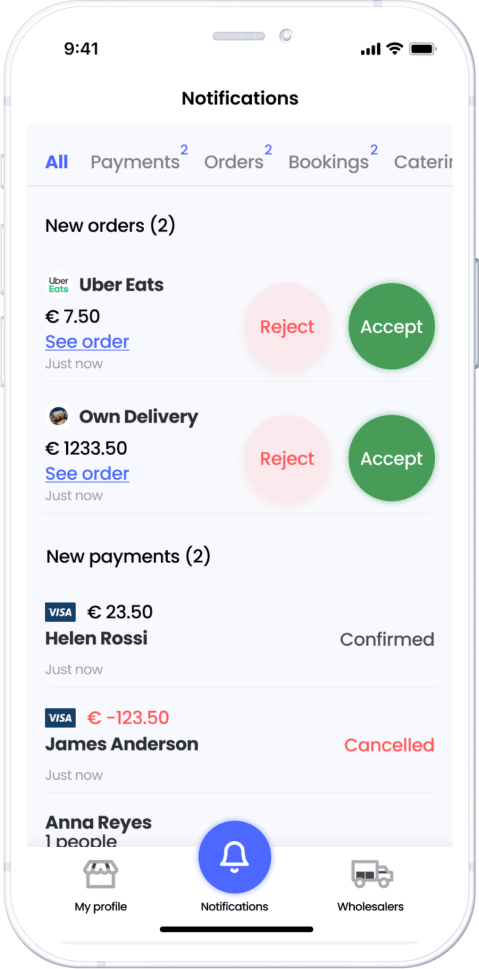 9:41
Notifications
All Payments 2 Orders 2 Bookings 2 Caterin
New orders (2)
Uber Eats Uber Eats
€ 7.50
See order
Just now
Reject Accept
Own Delivery
€ 1233.50
See order
Just now
Reject Accept
New payments (2)
VISA € 23.50
Helen Rossi
Confirmed
Just now
VISA € -123.50
James Anderson
Cancelled
Just now
Anna Reyes
1 people
My profile Notifications Wholesalers